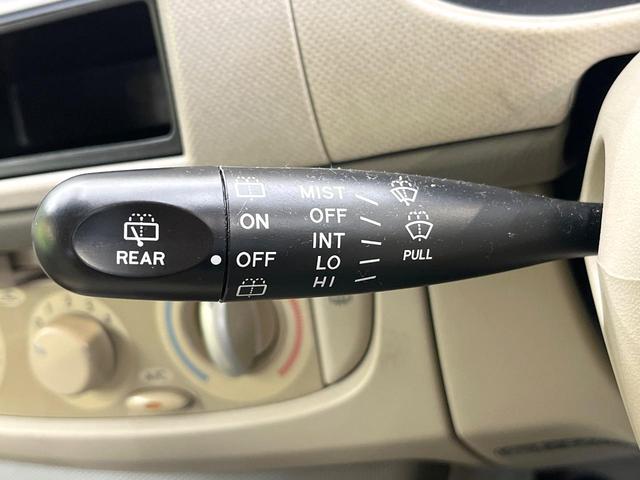 REAR
ON
OFF
MIST
OFF
INT
LO
HI
PULL